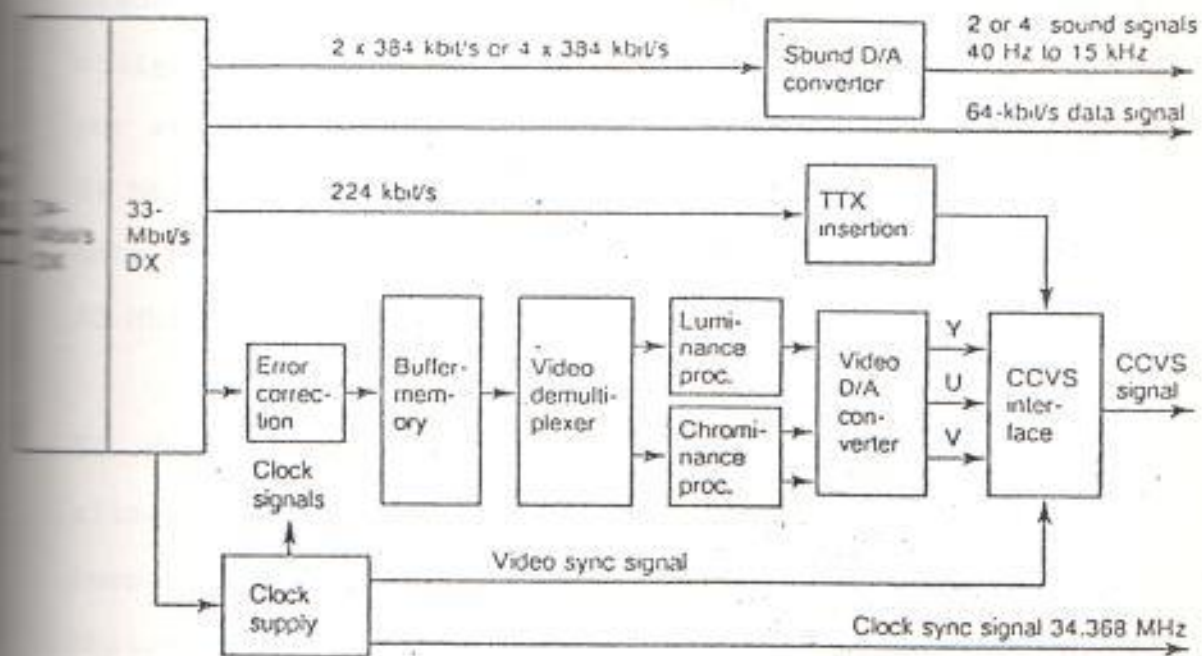 2 x 384 kbit/s or 4 x 384 kbit/s
Sound D/A
converter
2 or 4 sound signals
40 Hz to 15 kHz
64-kbit/s data signal
224 kbit/s
TTX
insertion
33-
Mbit/s
DX
Error
correc-
tion
Buffer-
mem-
ory
Video
demulti-
plexer
Lumi-
nance
proc.
Chromi-
nance
proc.
Video
D/A
con-
verter
Y
U
V
CCVS
inter-
face
CCVS
signal
Clock
signals
Clock
supply
Video sync signal
Clock sync signal 34.368 MHz